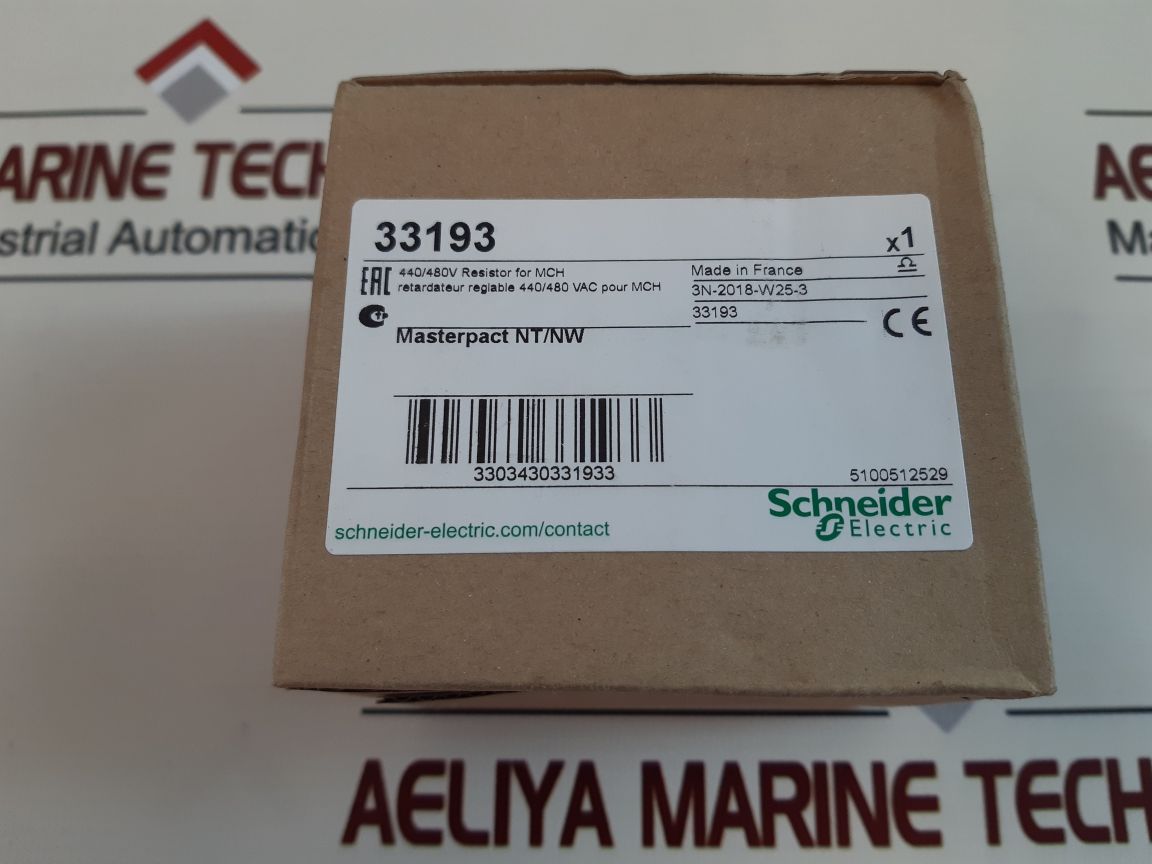 ARINE TECH
strial Automatic
AE
Ma
33193
x1
EAC
440/480V Resistor for MCH
retardateur reglable 440/480 VAC pour MCH
Made in France
3N-2018-W25-3
33193
CE
Masterpact NT/NW
3303430331933
5100512529
Schneider
Electric
schneider-electric.com/contact
AELIYA MARINE TECH